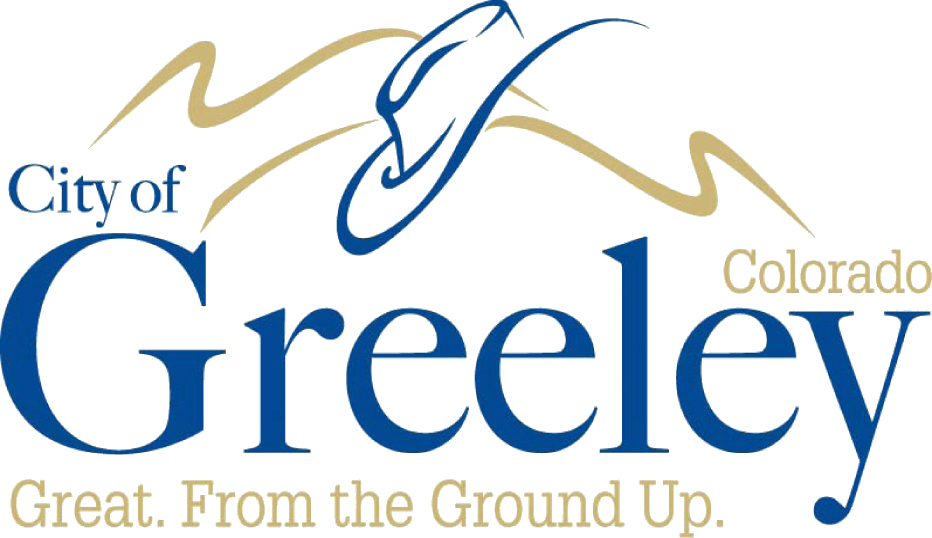 City of
Greeley
Colorado
Great. From the Ground Up.